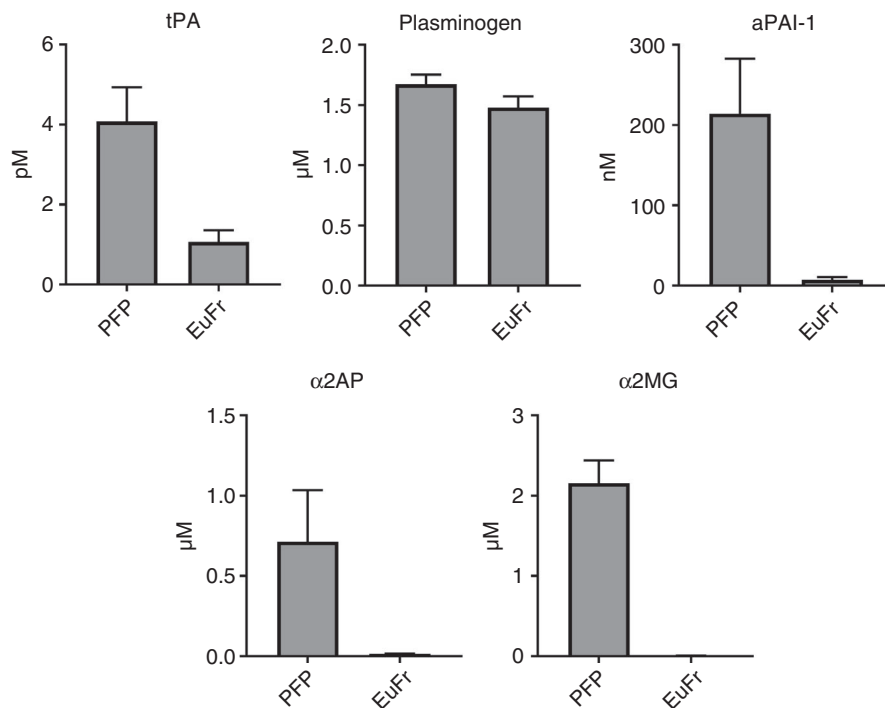 tPA
6
4
2
0
pM
PFP
EuFr
Plasminogen
2.0
1.5
1.0
0.5
0.0
µM
PFP
EuFr
aPAI-1
300
200
100
0
nM
PFP
EuFr
α2AP
1.5
1.0
0.5
0.0
µM
PFP
EuFr
α2MG
3
2
1
0
µM
PFP
EuFr